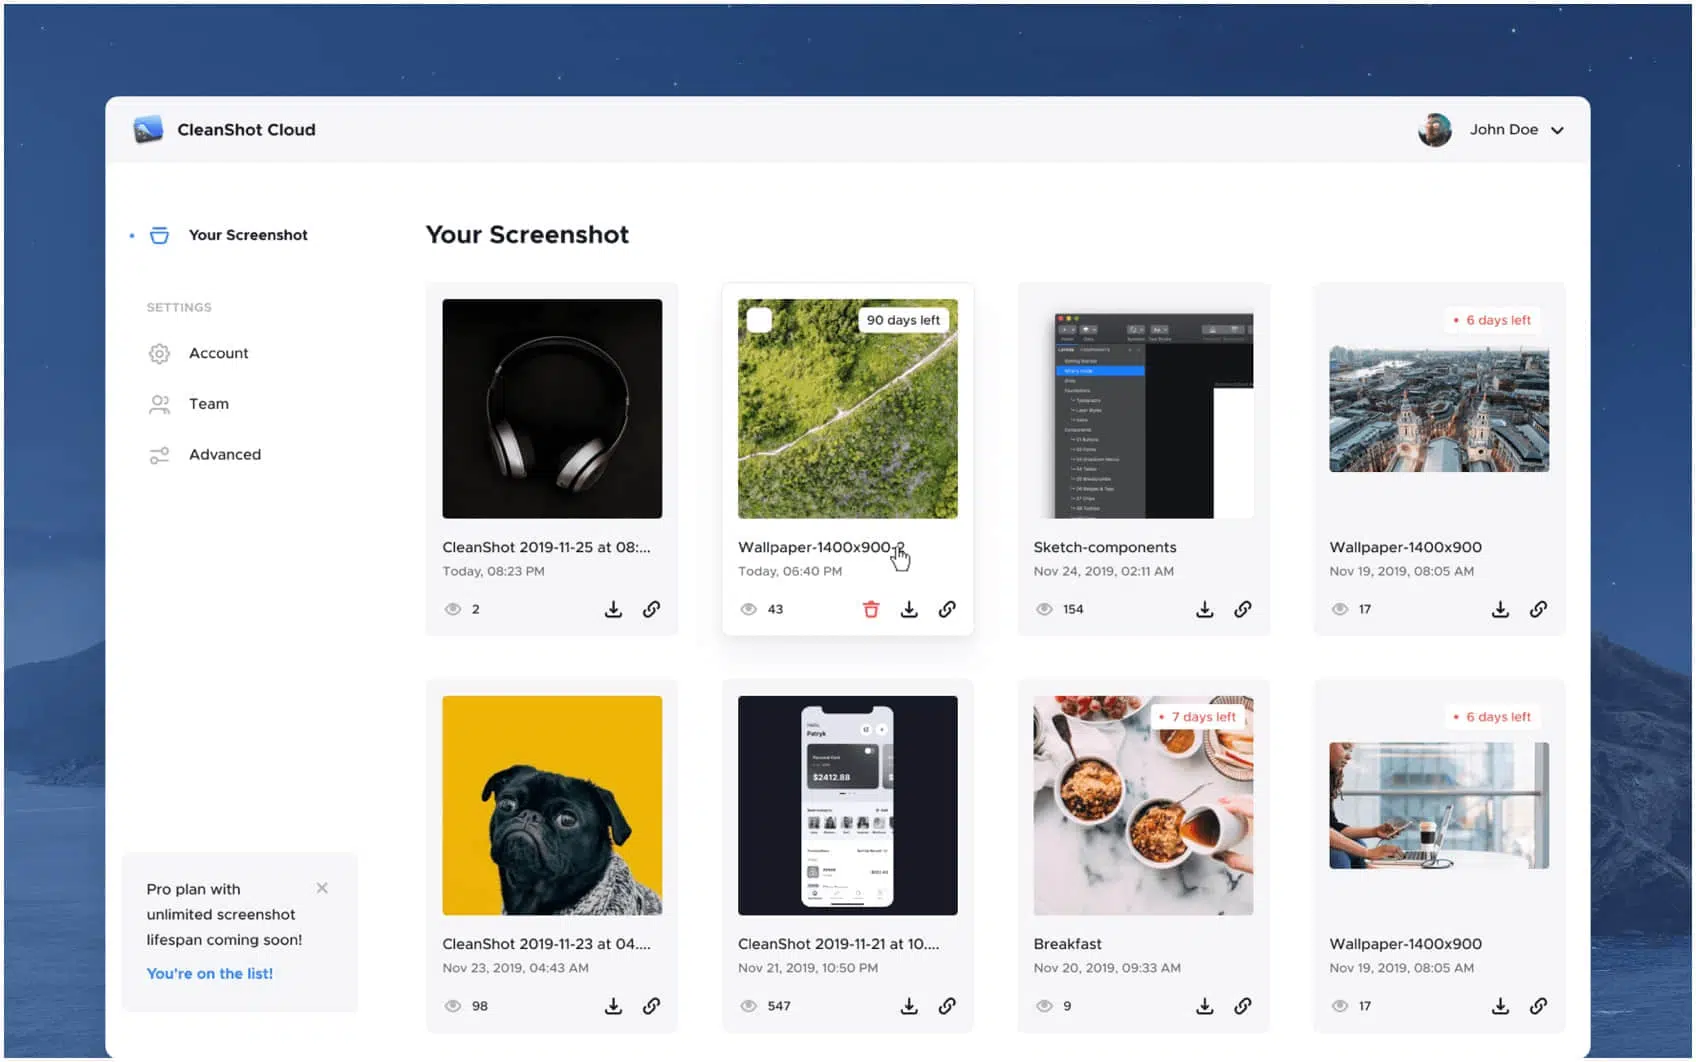 CleanShot Cloud
John Doe
Your Screenshot
SETTINGS
Account
Team
Advanced
Pro plan with
unlimited screenshot
lifespan coming soon!
You're on the list!
Your Screenshot
CleanShot 2019-11-25 at 08:...
Today, 08:23 PM
2
90 days left
Wallpaper-1400x900-2
Today, 06:40 PM
43
Sketch-components
Nov 24, 2019, 02:11 AM
154
6 days left
Wallpaper-1400x900
Nov 19, 2019, 08:05 AM
17
CleanShot 2019-11-23 at 04....
Nov 23, 2019, 04:43 AM
98
Hello,
Patryk
Personal Card
$2412.88
CleanShot 2019-11-21 at 10....
Nov 21, 2019, 10:50 PM
547
7 days left
Breakfast
Nov 20, 2019, 09:33 AM
9
6 days left
Wallpaper-1400x900
Nov 19, 2019, 08:05 AM
17